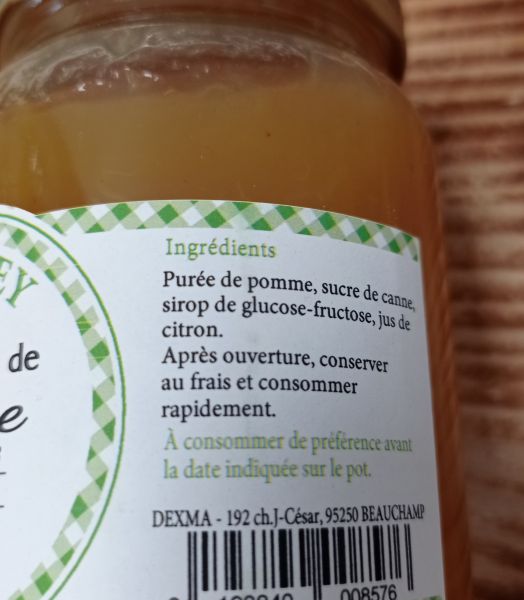 EY
de
e
Ingrédients
Purée de pomme, sucre de canne,
sirop de glucose-fructose, jus de
citron.
Après ouverture, conserver
au frais et consommer
rapidement.
À consommer de préférence avant
la date indiquée sur le pot.
DEXMA - 192 ch.J-César, 95250 BEAUCHAMP
008576